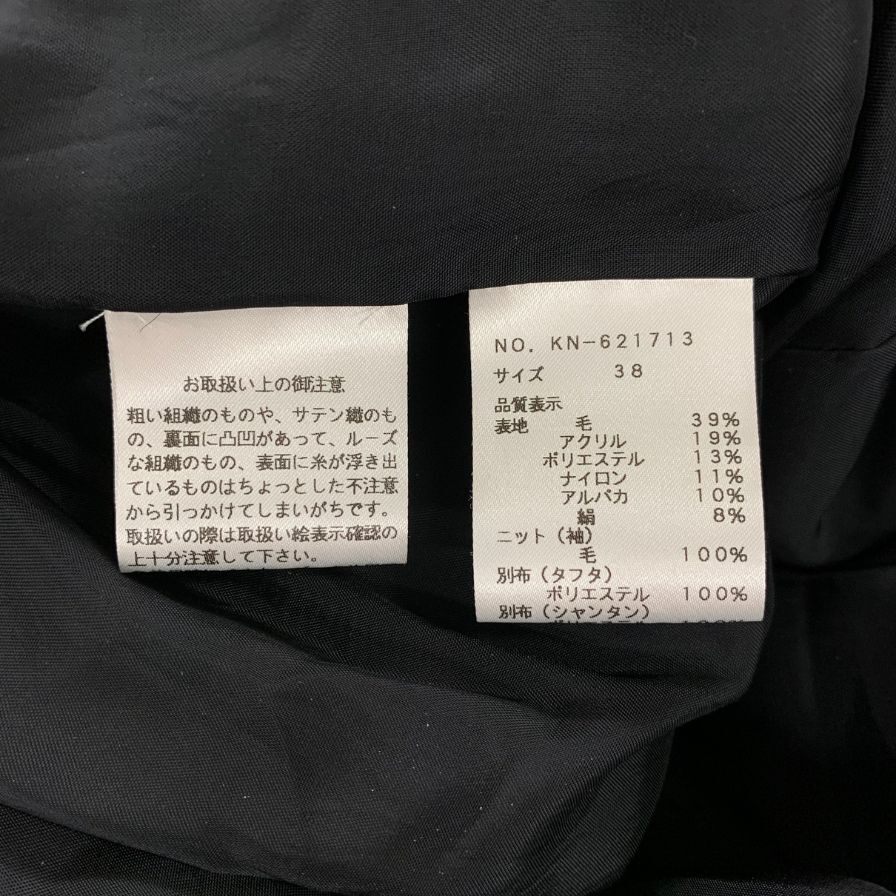 お取扱い上の御注意
粗い組織のものや、サテン織のも
の、裏面に凸凹があって、ルーズ
な組織のもの、表面に糸が浮き出
ているものはちょっとした不注意
から引っかけてしまいがちです。
取扱いの際は取扱い絵表示確認の
上十分注意して下さい。
NO. KN-621713
サイズ 38
品質表示
表地 毛 39%
アクリル 19%
ポリエステル 13%
ナイロン 11%
アルパカ 10%
絹 8%
ニット(袖)
毛 100%
別布(タフタ)
ポリエステル 100%
別布(シャンタン)
ポリエステル 100%